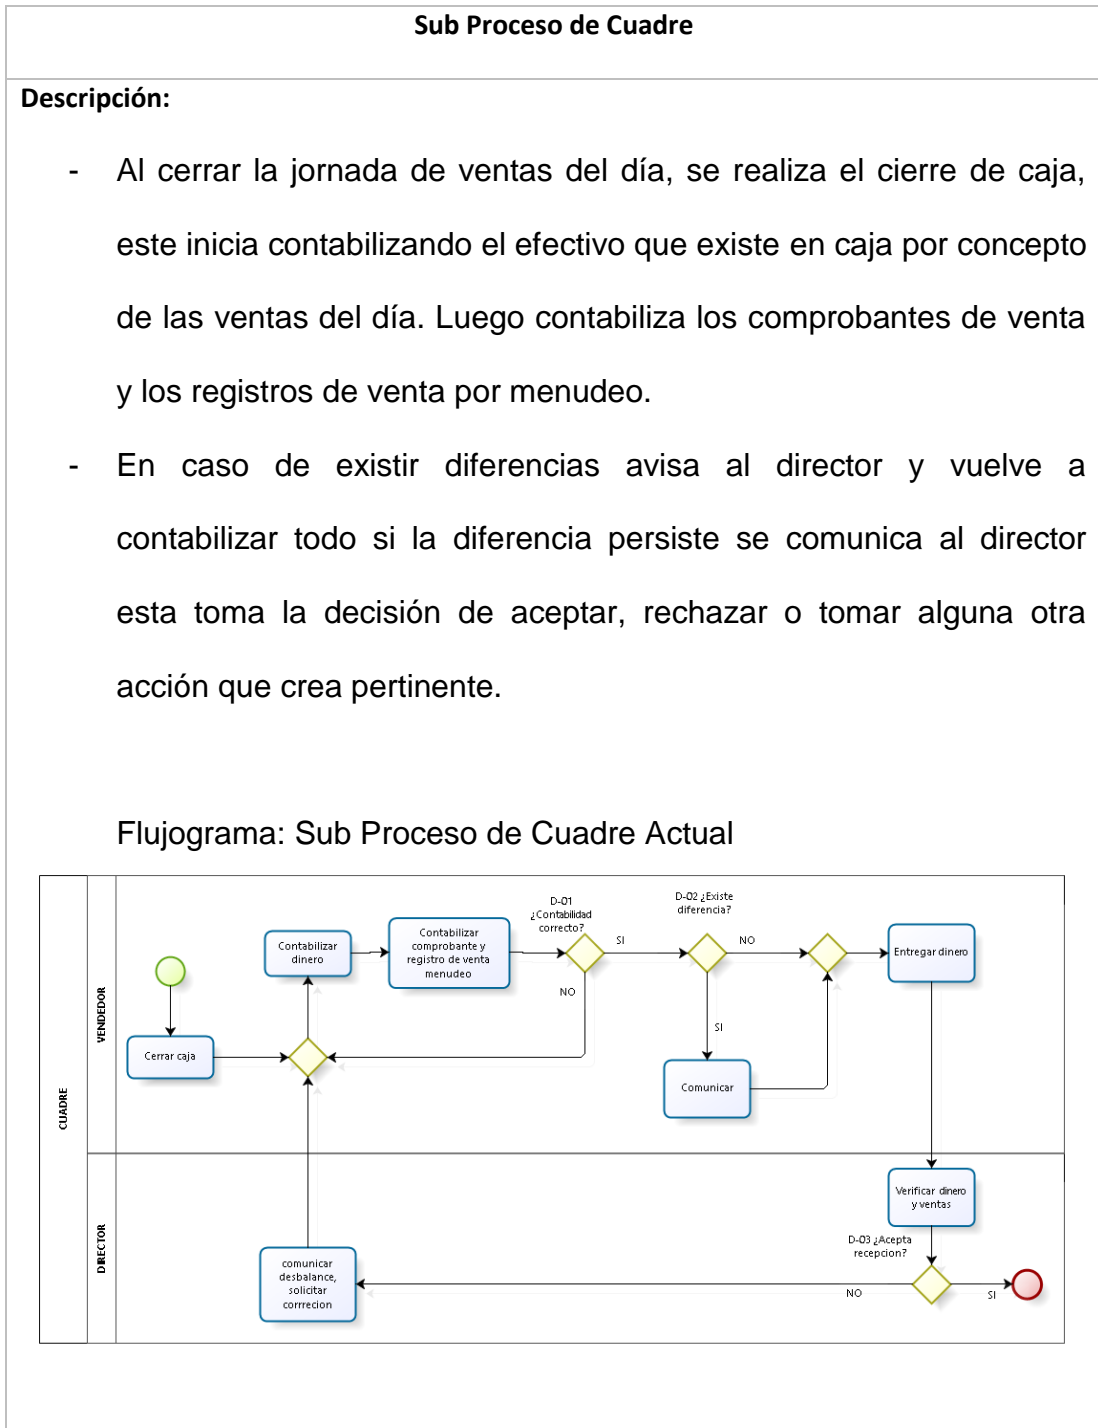 Sub Proceso de Cuadre
Descripción:
- Al cerrar la jornada de ventas del día, se realiza el cierre de caja,
este inicia contabilizando el efectivo que existe en caja por concepto
de las ventas del día. Luego contabiliza los comprobantes de venta
y los registros de venta por menudeo.
- En caso de existir diferencias avisa al director y vuelve a
contabilizar todo si la diferencia persiste se comunica al director
esta toma la decisión de aceptar, rechazar o tomar alguna otra
acción que crea pertinente.
Flujograma: Sub Proceso de Cuadre Actual
CUADRE
VENDEDOR
Cerrar caja
Contabilizar
dinero
Contabilizar
comprobante y
registro de venta
menudeo
D-01
¿Contabilidad
correcto?
SI
NO
D-02 ¿Existe
diferencia?
NO
SI
Comunicar
Entregar dinero
DIRECTOR
Verificar dinero
y ventas
D-03 ¿Acepta
recepcion?
NO
SI
comunicar
desbalance,
solicitar
corrrecion